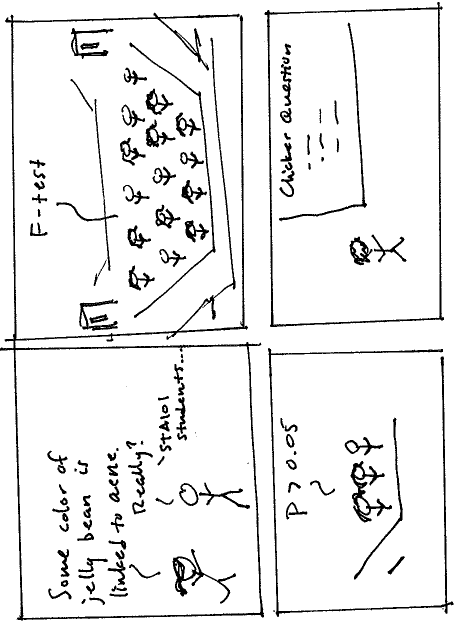 Some color of
jelly bean is
linked to acne.
Really?
STA101
students...
F-test
P > 0.05
Clicker Question